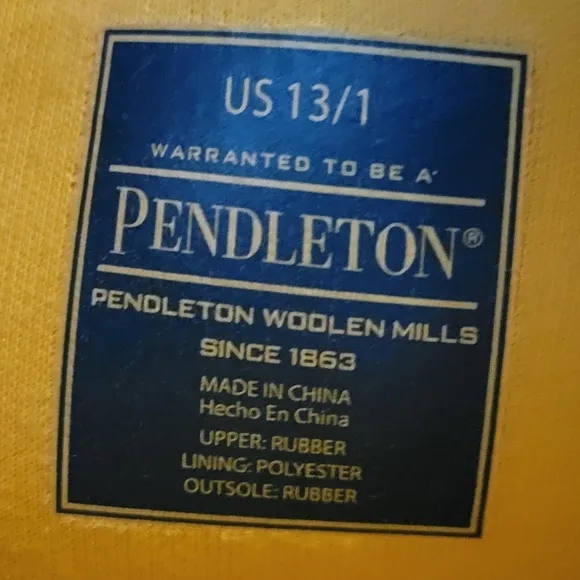 US 13/1
WARRANTED TO BE A
PENDLETON®
PENDLETON WOOLEN MILLS
SINCE 1863
MADE IN CHINA
Hecho En China
UPPER: RUBBER
LINING: POLYESTER
OUTSOLE: RUBBER